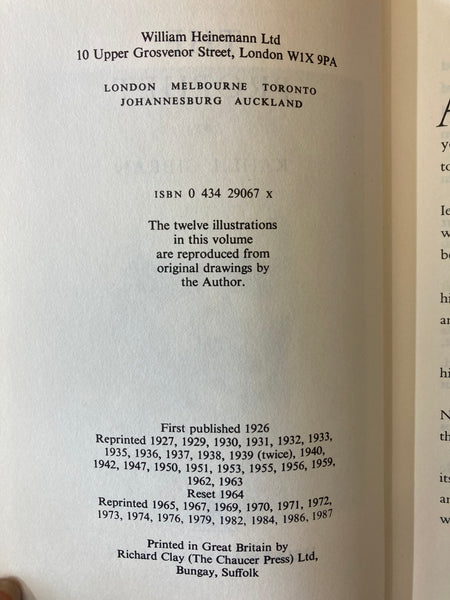 William Heinemann Ltd
10 Upper Grosvenor Street, London W1X 9PA
LONDON MELBOURNE TORONTO
JOHANNESBURG AUCKLAND
ISBN 0 434 29067 X
The twelve illustrations
in this volume
are reproduced from
original drawings by
the Author.
First published 1926
Reprinted 1927, 1929, 1930, 1931, 1932, 1933,
1935, 1936, 1937, 1938, 1939 (twice), 1940,
1942, 1947, 1950, 1951, 1953, 1955, 1956, 1959,
1962, 1963
Reset 1964
Reprinted 1965, 1967, 1969, 1970, 1971, 1972,
1973, 1974, 1976, 1979, 1982, 1984, 1986, 1987
Printed in Great Britain by
Richard Clay (The Chaucer Press) Ltd,
Bungay, Suffolk